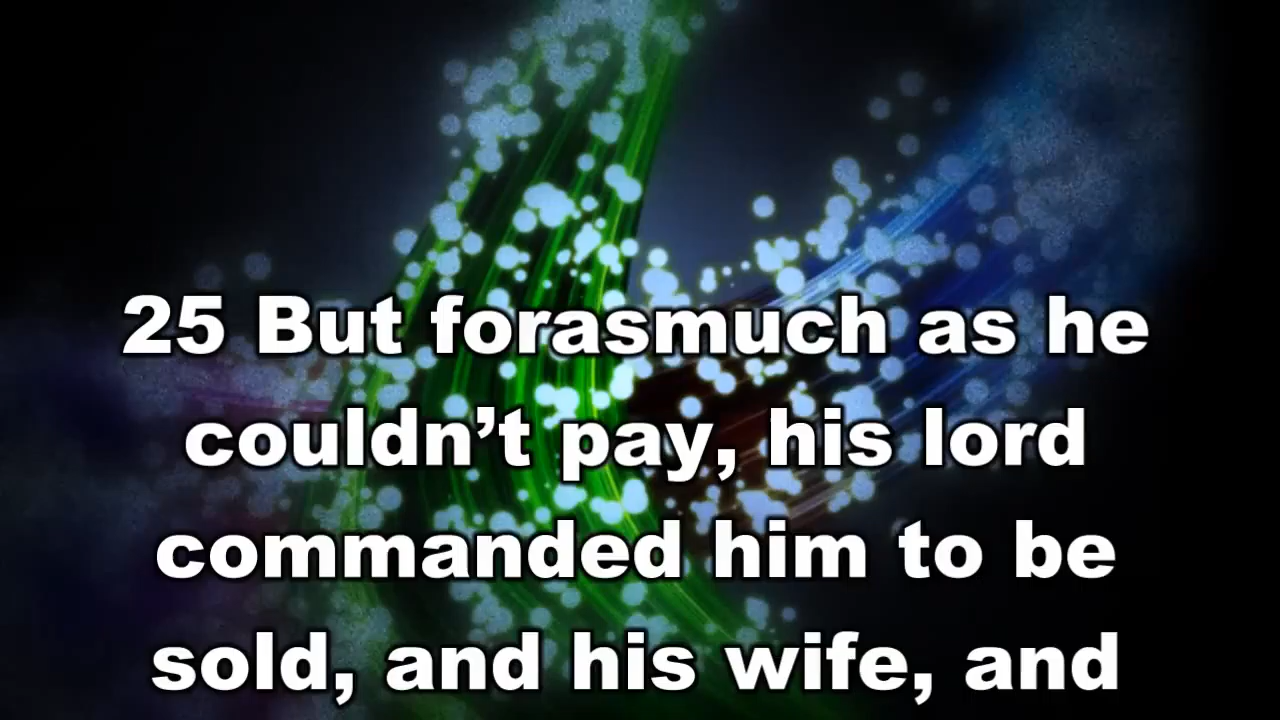 25 But forasmuch as he
couldn’t pay, his lord
commanded him to be
sold, and his wife, and